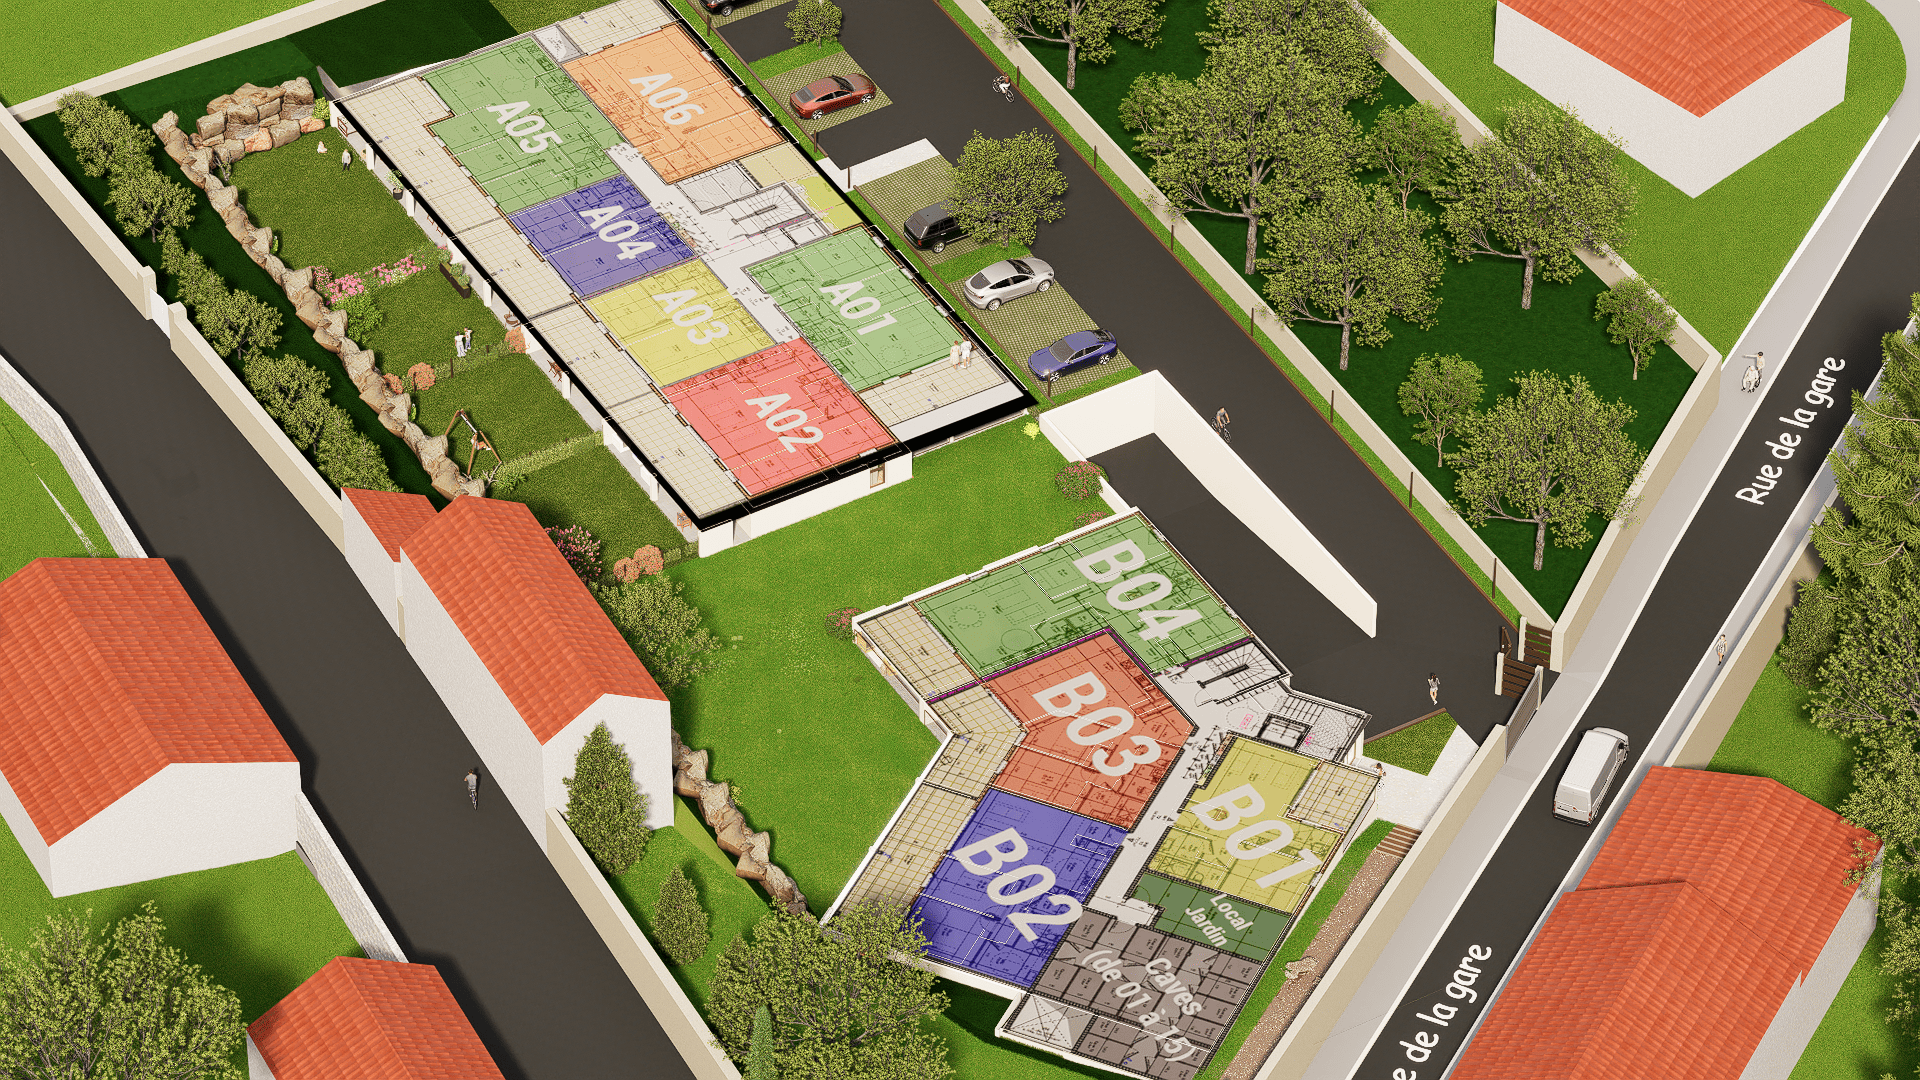 A06
A05
A04
A03
A01
A02
B04
B03
B01
B02
Local
Jardin
Caves
(de 01 à 15)
Rue de la gare
e de la gare